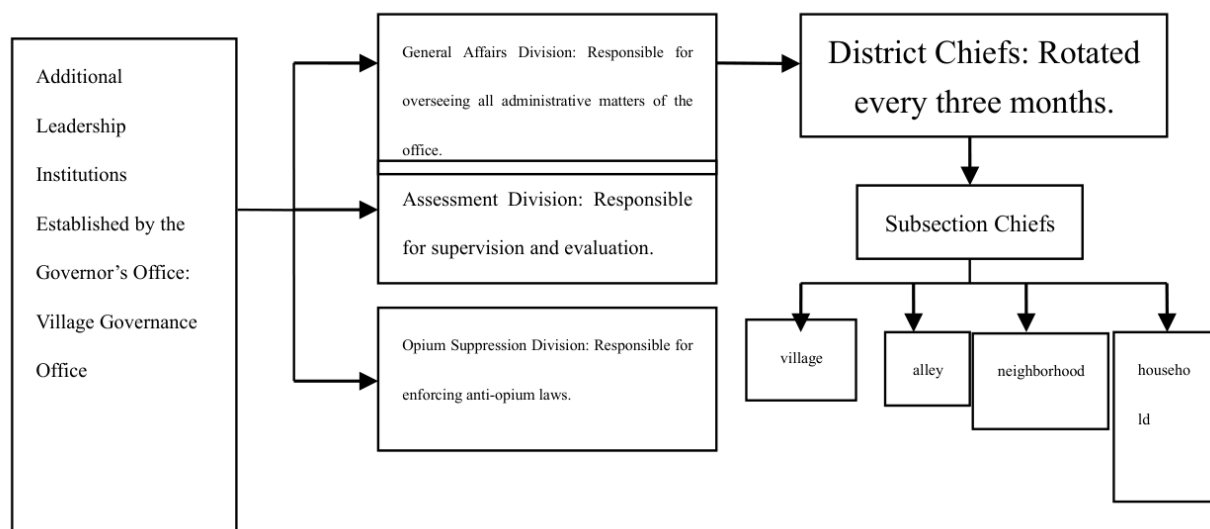 Additional
Leadership
Institutions
Established by the
Governor’s Office:
Village Governance
Office
General Affairs Division: Responsible for
overseeing all administrative matters of the
office.
Assessment Division: Responsible
for supervision and evaluation.
Opium Suppression Division: Responsible for
enforcing anti-opium laws.
District Chiefs: Rotated
every three months.
Subsection Chiefs
village
alley
neighborhood
househo
ld